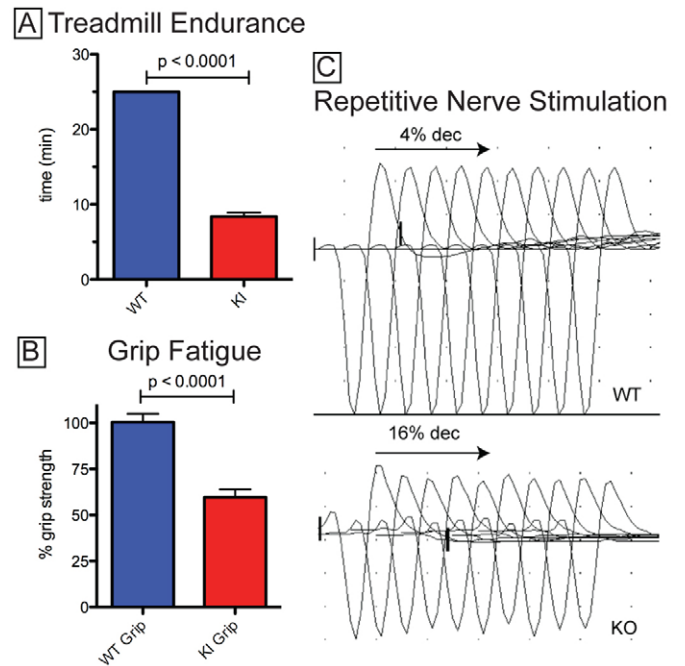 A Treadmill Endurance
p < 0.0001
30
20
10
0
time (min)
WT
KI
B Grip Fatigue
p < 0.0001
100
75
50
25
0
% grip strength
WT Grip
KI Grip
C
Repetitive Nerve Stimulation
4% dec
WT
16% dec
KO